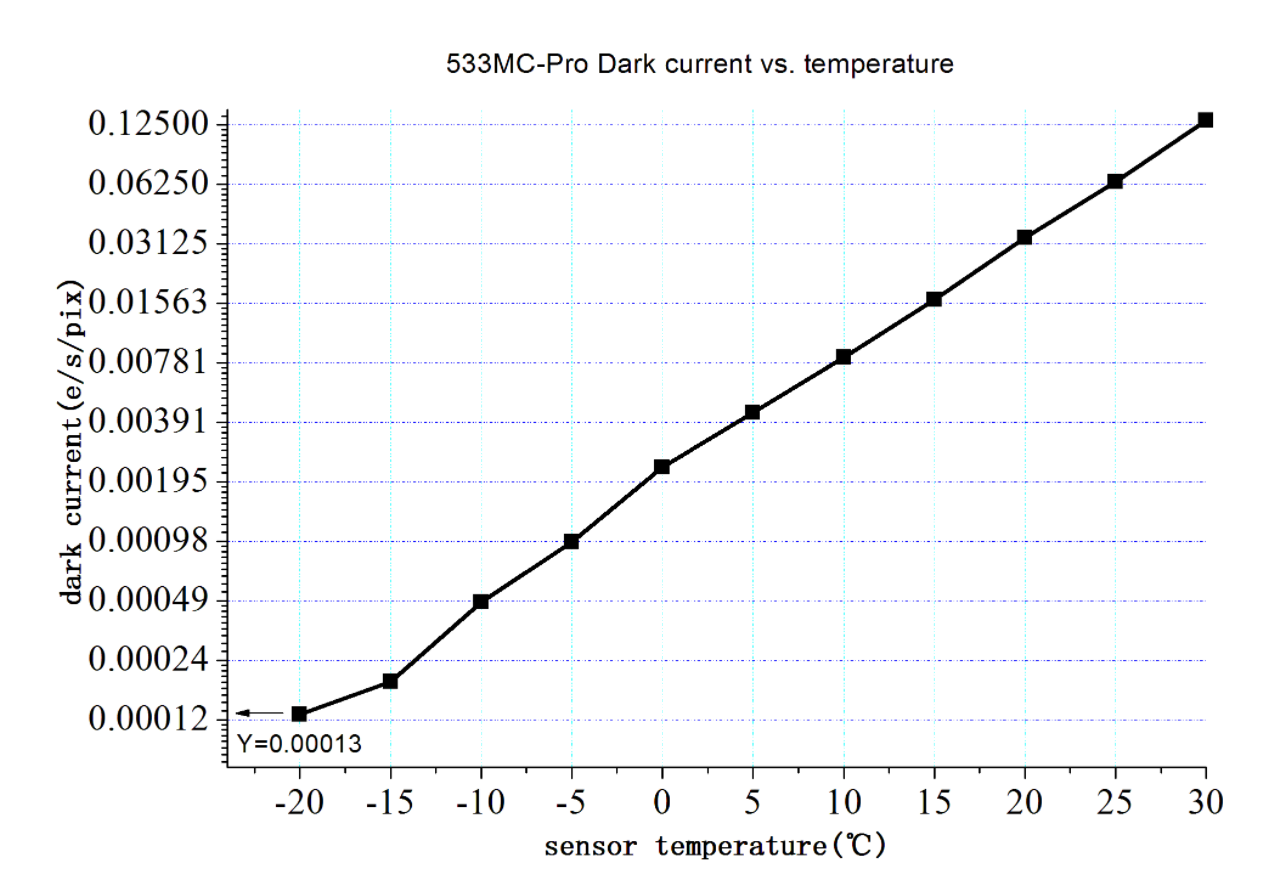 533MC-Pro Dark current vs. temperature
0.12500
0.06250
0.03125
0.01563
0.00781
0.00391
0.00195
0.00098
0.00049
0.00024
0.00012
dark current(e/s/pix)
Y=0.00013
-20 -15 -10 -5 0 5 10 15 20 25 30
sensor temperature(℃)